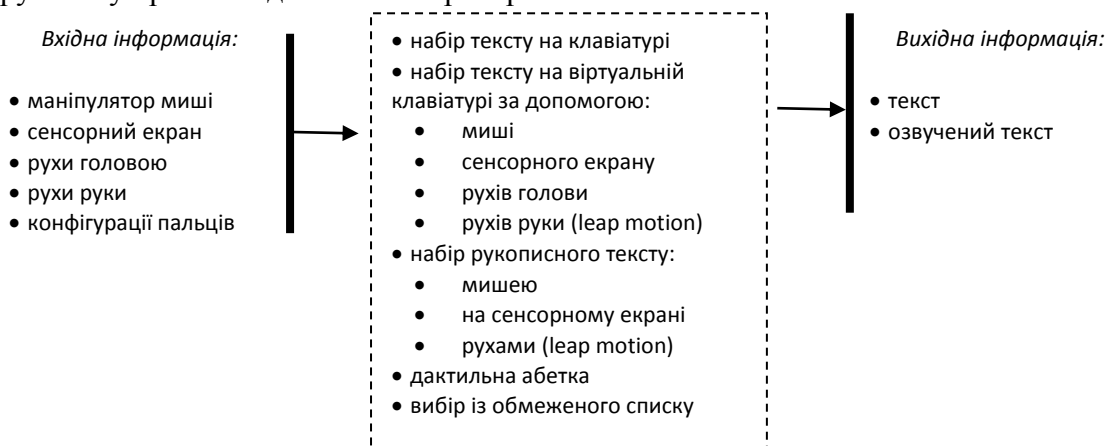 Вхідна інформація:
• маніпулятор миші
• сенсорний екран
• рухи головою
• рухи руки
• конфігурації пальців
• набір тексту на клавіатурі
• набір тексту на віртуальній
клавіатурі за допомогою:
• миші
• сенсорного екрану
• рухів голови
• рухів руки (leap motion)
• набір рукописного тексту:
• мишею
• на сенсорному екрані
• рухами (leap motion)
• дактильна абетка
• вибір із обмеженого списку
Вихідна інформація:
• текст
• озвучений текст